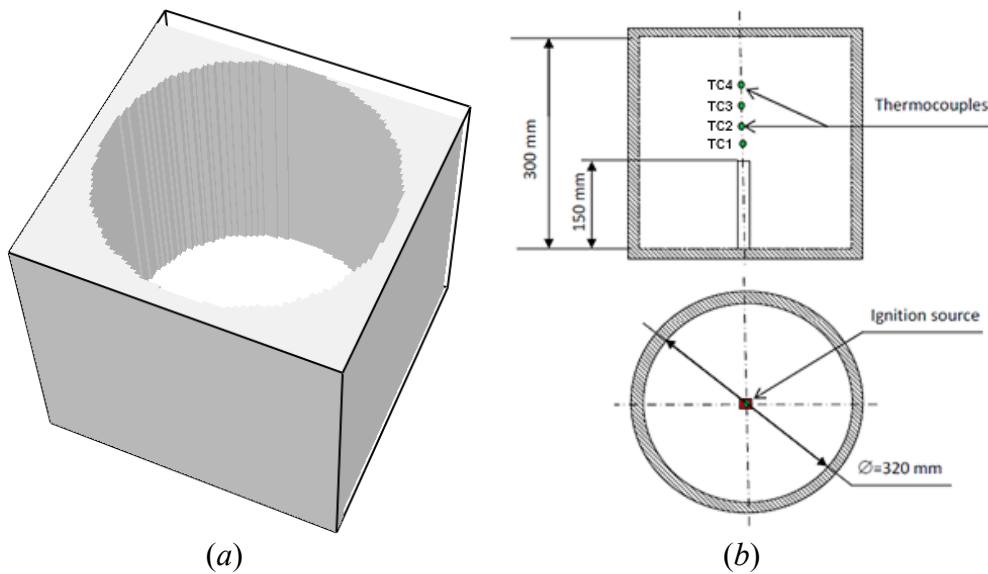 TC4
TC3
TC2
TC1
Thermocouples
300 mm
150 mm
Ignition source
∅=320 mm
(a)
(b)